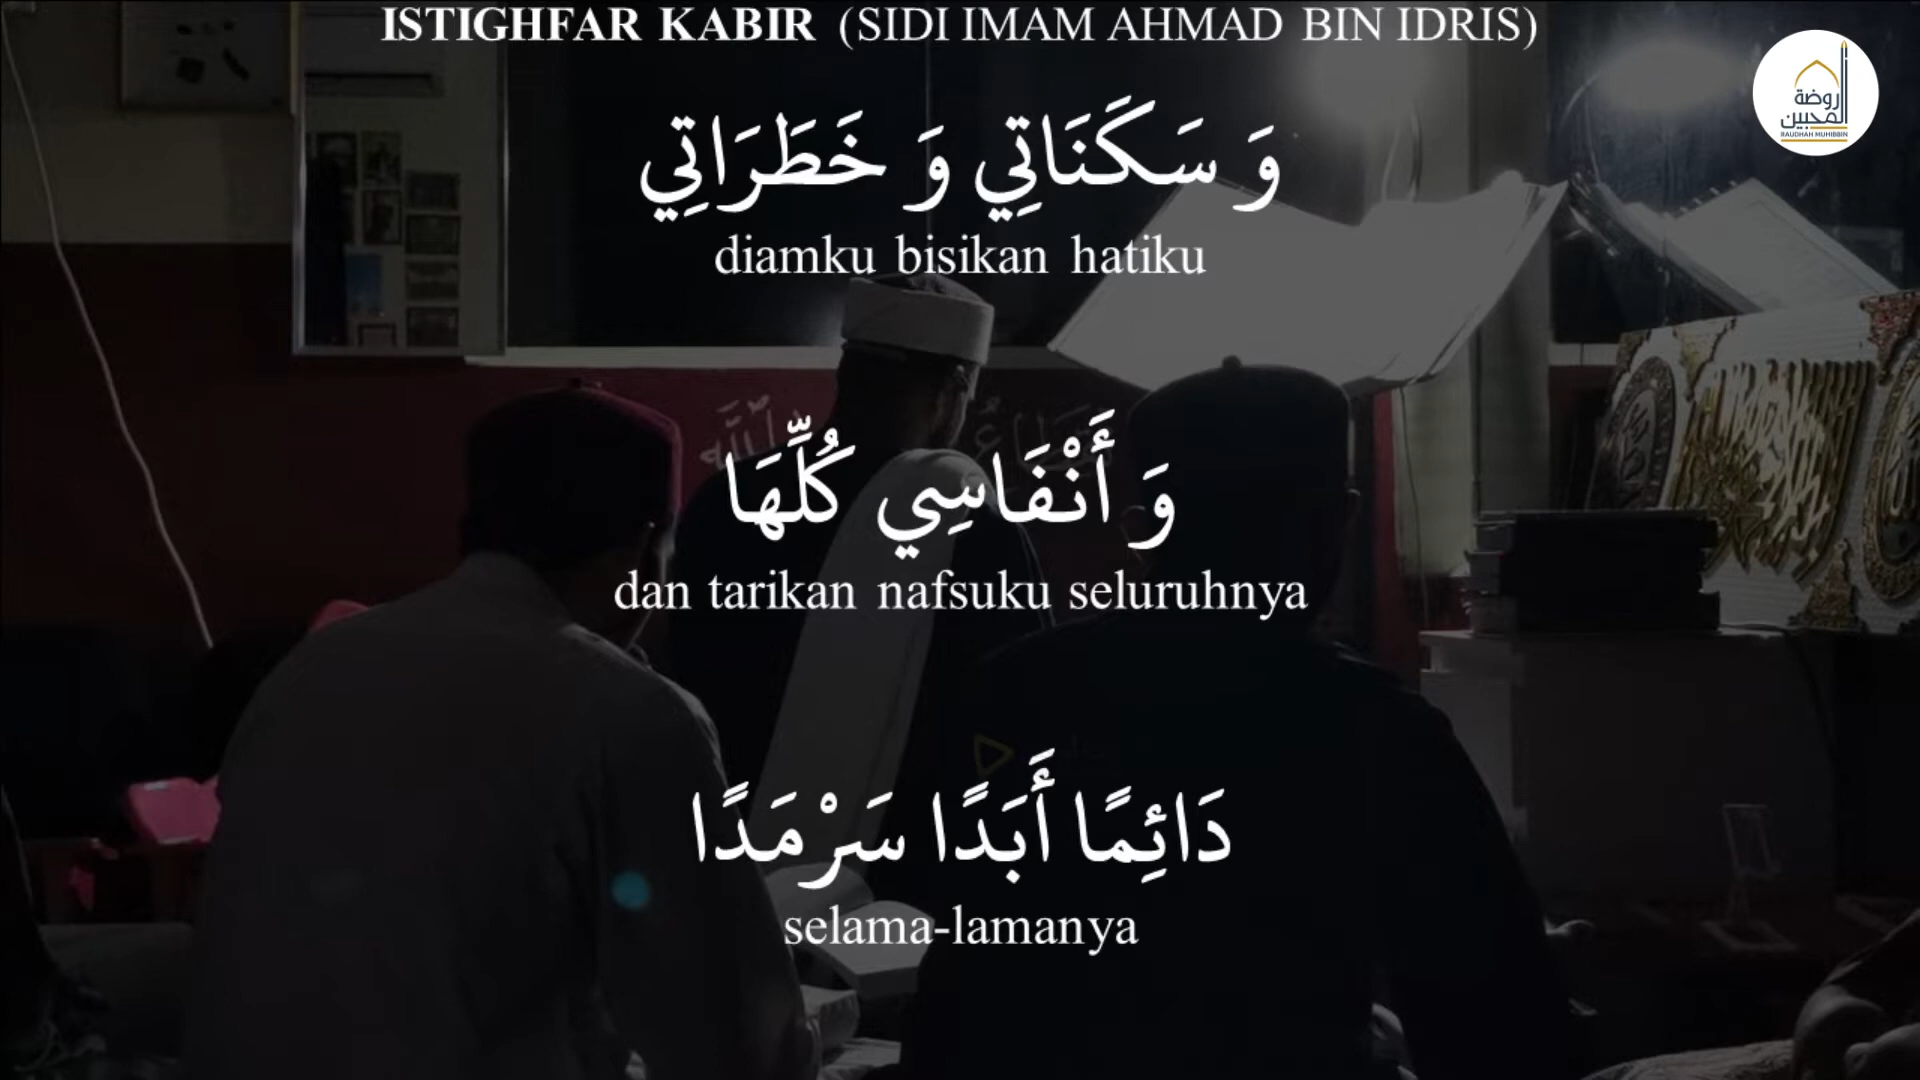 ISTIGHFAR KABIR (SIDI IMAM AHMAD BIN IDRIS)
روضة
المحبين
RAUDHAH MUHIBBIN
وَ سَكَنَاتِي وَ خَطَرَاتِي
diamku bisikan hatiku
وَ أَنْفَاسِي كُلِّهَا
dan tarikan nafsuku seluruhnya
دَائِمًا أَبَدًا سَرْمَدًا
selama-lamanya